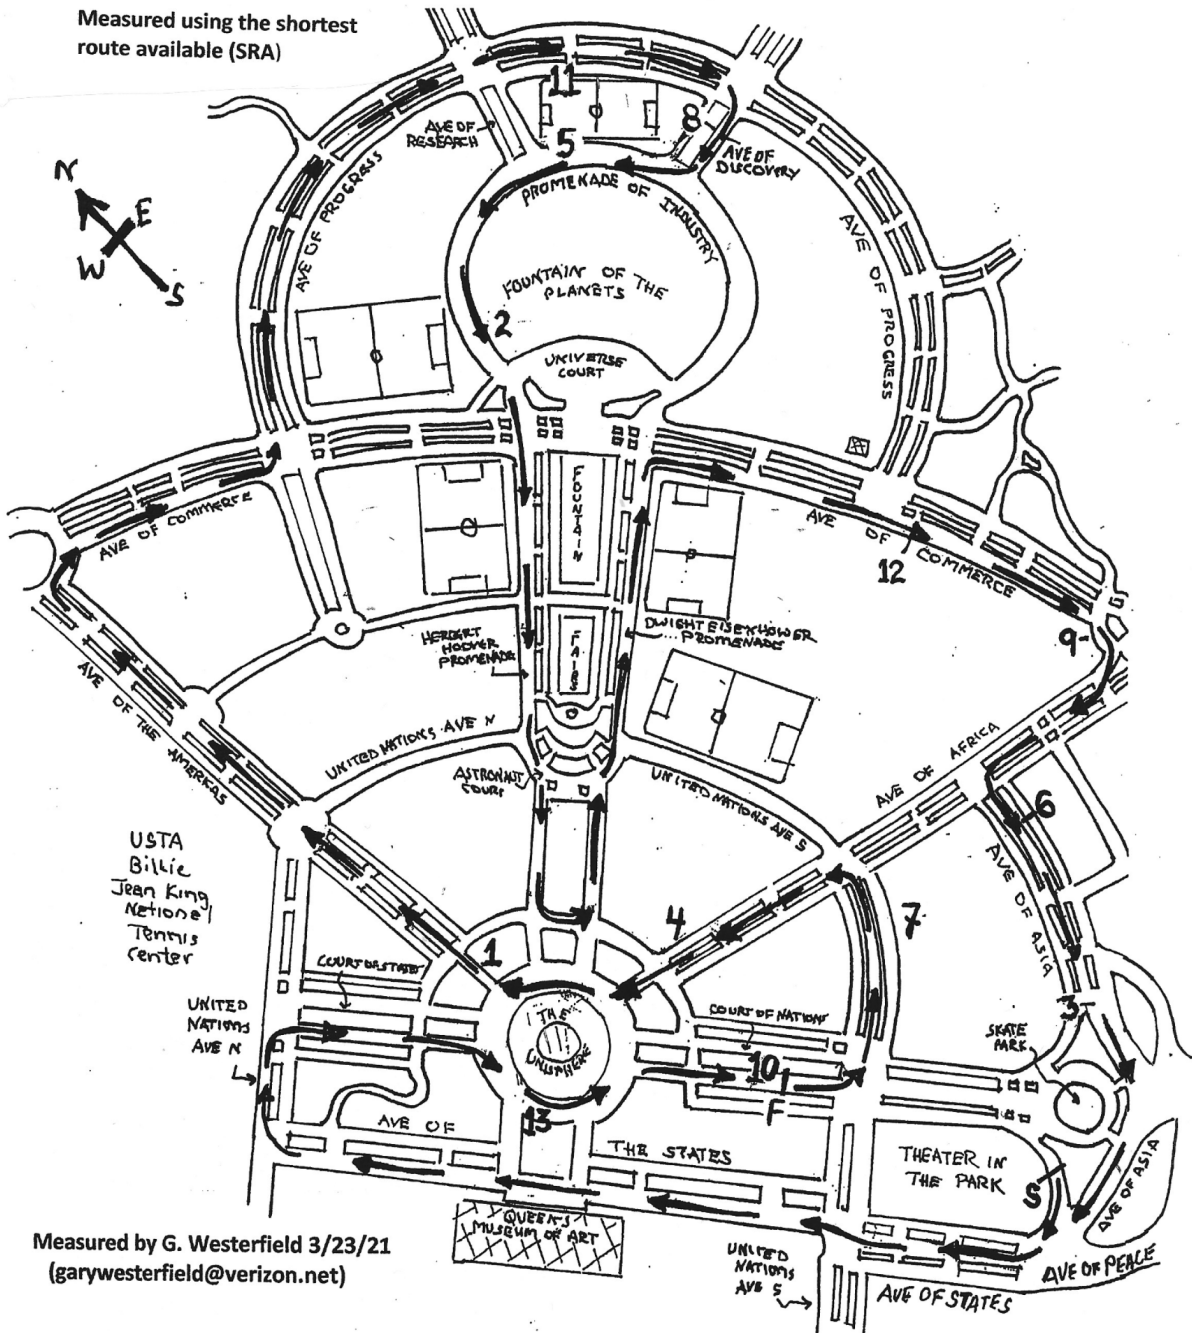 Measured using the shortest
route available (SRA)
11
8
AVE OF
RESEARCH
5
AVE OF
DISCOVERY
N
E
W
S
AVE OF PROGRASS
PROMEKADE OF INDUSTRY
AVE OF PROGRESS
FOUNTAIN OF THE
PLANETS
2
UNIVERSE
COURT
FOUNTAIN
AVE OF COMMERCE
AVE OF COMMERCE
12
9
HERBERT
HOOVER
PROMENADE
FAIRS
DWIGHT EISENHOWER
PROMENADE
AVE OF THE AMERICAS
UNITED NATIONS AVE N
ASTRONAUT
COURT
UNITED NATIONS AVE S
AVE OF AFRICA
6
AVE OF ASIA
USTA
Billie
Jean King
National
Tennis
Center
4
7
1
COURT OF STATES
UNITED
NATIONS
AVE N
THE
UNISPHERE
COURT OF NATIONS
3
SKATE
PARK
10
F
13
AVE OF
THE STATES
THEATER IN
THE PARK
S
AVE OF ASIA
QUEENS
MUSEUM OF ART
Measured by G. Westerfield 3/23/21
(garywesterfield@verizon.net)
UNITED
NATIONS
AVE S
AVE OF PEACE
AVE OF STATES